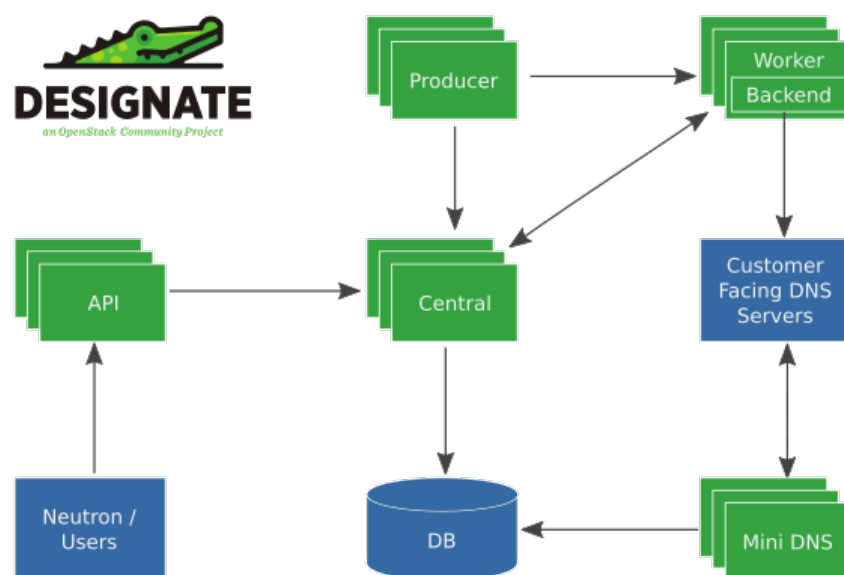 DESIGNATE
an OpenStack Community Project
Producer
Worker
Backend
API
Central
Customer
Facing DNS
Servers
Neutron /
Users
DB
Mini DNS